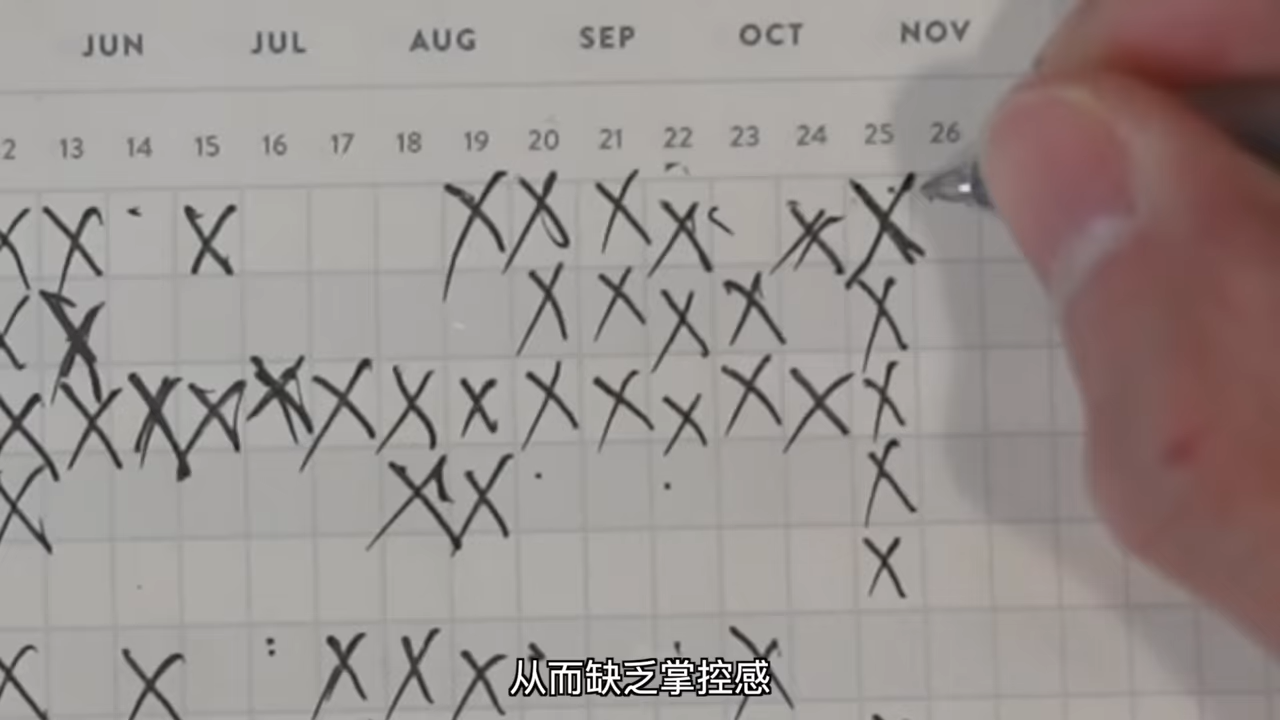 JUN JUL AUG SEP OCT NOV
2 13 14 15 16 17 18 19 20 21 22 23 24 25 26
X X X X X X X X X
X X X X X X X
X X X X X X X X X X X X X X
X X X X
X
X X X X X X
从而缺乏掌控感